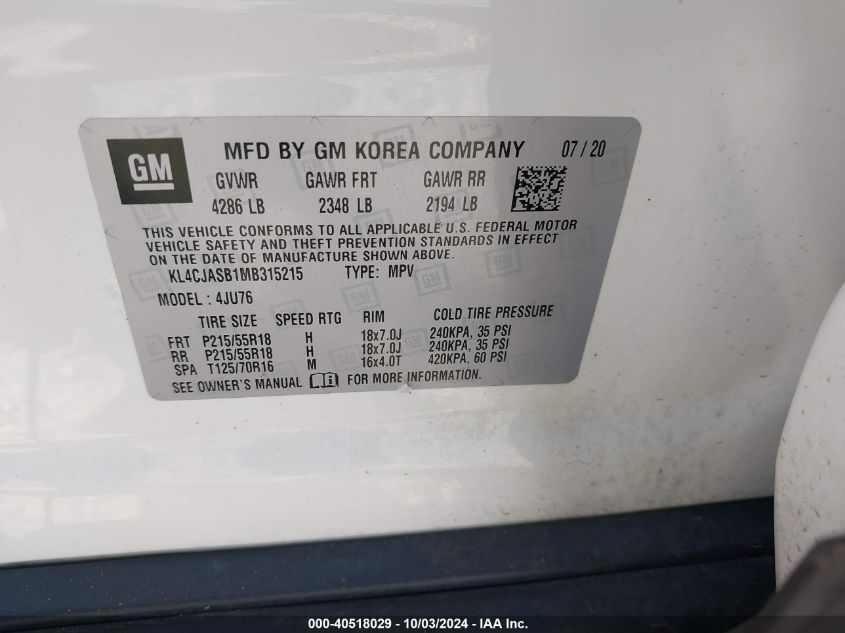 GM
MFD BY GM KOREA COMPANY 07 / 20
GVWR GAWR FRT GAWR RR
4286 LB 2348 LB 2194 LB
THIS VEHICLE CONFORMS TO ALL APPLICABLE U.S. FEDERAL MOTOR
VEHICLE SAFETY AND THEFT PREVENTION STANDARDS IN EFFECT
ON THE DATE OF MANUFACTURE SHOWN ABOVE.
KL4CJASB1MB315215 TYPE: MPV
MODEL : 4JU76
TIRE SIZE SPEED RTG RIM COLD TIRE PRESSURE
FRT P215/55R18 H 18x7.0J 240KPA, 35 PSI
RR P215/55R18 H 18x7.0J 240KPA, 35 PSI
SPA T125/70R16 M 16x4.0T 420KPA, 60 PSI
SEE OWNER'S MANUAL FOR MORE INFORMATION.
000-40518029 - 10/03/2024 - IAA Inc.